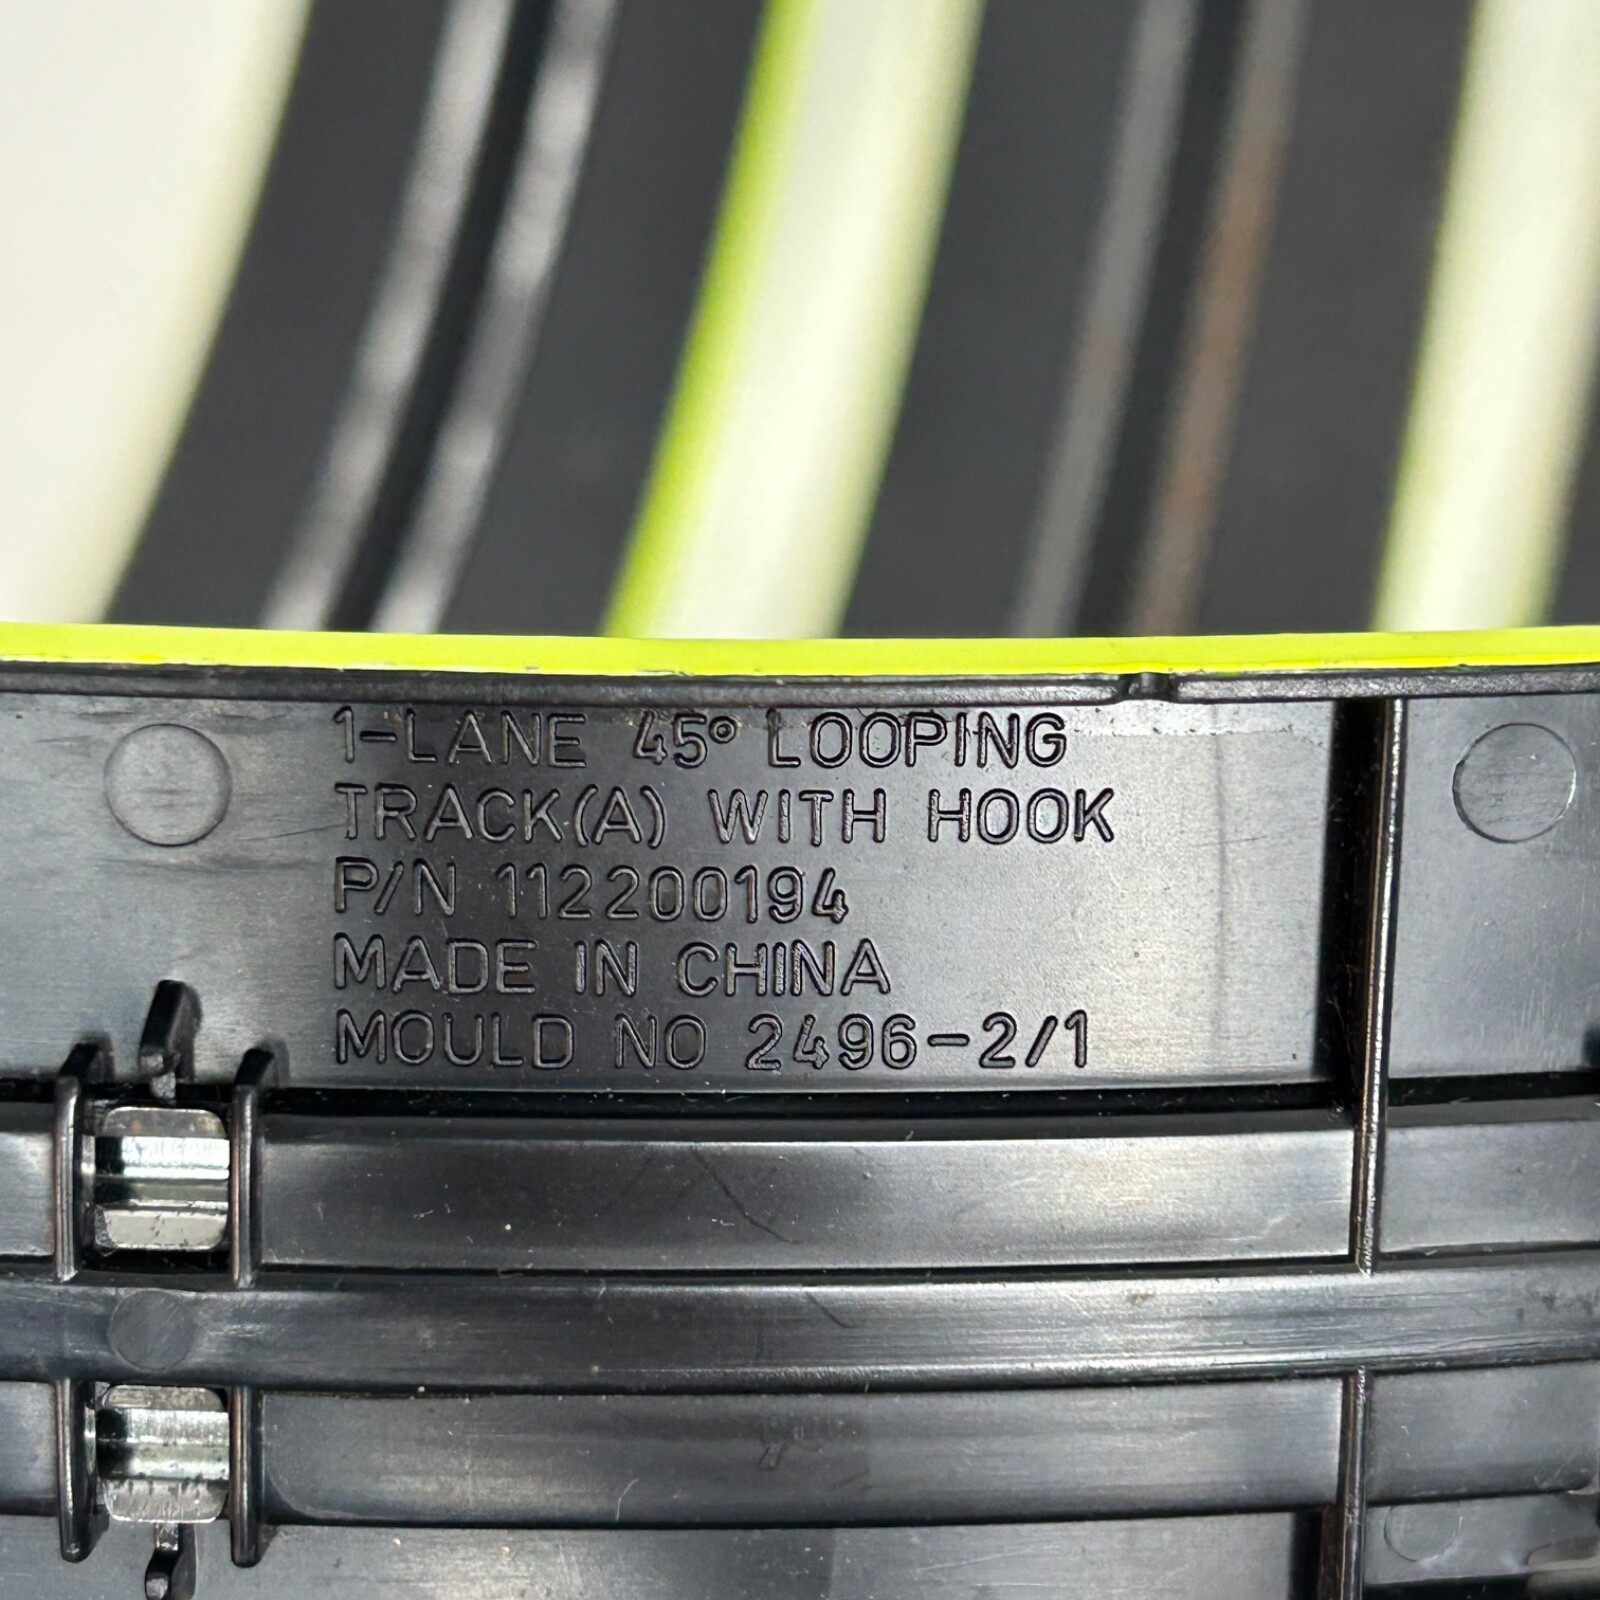 1-LANE 45° LOOPING
TRACK(A) WITH HOOK
P/N 112200194
MADE IN CHINA
MOULD NO 2496-2/1